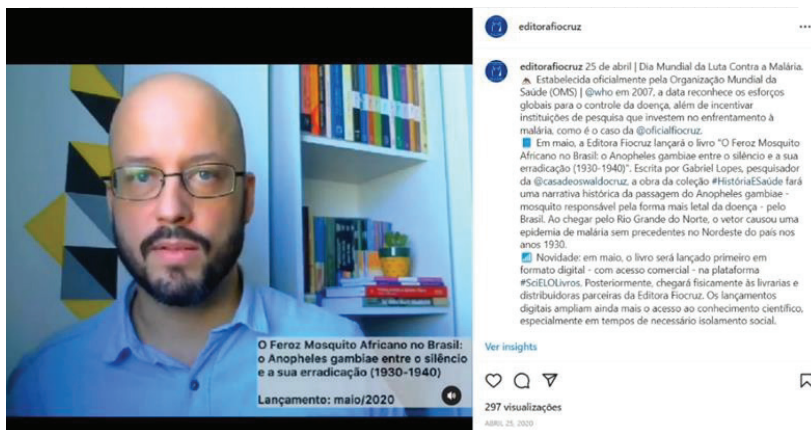 O Feroz Mosquito Africano no Brasil:
o Anopheles gambiae entre o silêncio
e a sua erradicação (1930-1940)
Lançamento: maio/2020
editorafiocruz
editorafiocruz 25 de abril | Dia Mundial da Luta Contra a Malária.
Estabelecida oficialmente pela Organização Mundial da
Saúde (OMS) | @who em 2007, a data reconhece os esforços
globais para o controle da doença, além de incentivar
instituições de pesquisa que investem no enfrentamento à
malária, como é o caso da @oficialfiocruz.
Em maio, a Editora Fiocruz lançará o livro "O Feroz Mosquito
Africano no Brasil: o Anopheles gambiae entre o silêncio e a sua
erradicação (1930-1940)". Escrita por Gabriel Lopes, pesquisador
da @casadeoswaldocruz, a obra da coleção #HistóriaESaúde fará
uma narrativa histórica da passagem do Anopheles gambiae -
mosquito responsável pela forma mais letal da doença - pelo
Brasil. Ao chegar pelo Rio Grande do Norte, o vetor causou uma
epidemia de malária sem precedentes no Nordeste do país nos
anos 1930.
Novidade: em maio, o livro será lançado primeiro em
formato digital - com acesso comercial - na plataforma
#SciELOLivros. Posteriormente, chegará fisicamente às livrarias e
distribuidoras parceiras da Editora Fiocruz. Os lançamentos
digitais ampliam ainda mais o acesso ao conhecimento científico,
especialmente em tempos de necessário isolamento social.
Ver insights
297 visualizações
ABRIL 25, 2020